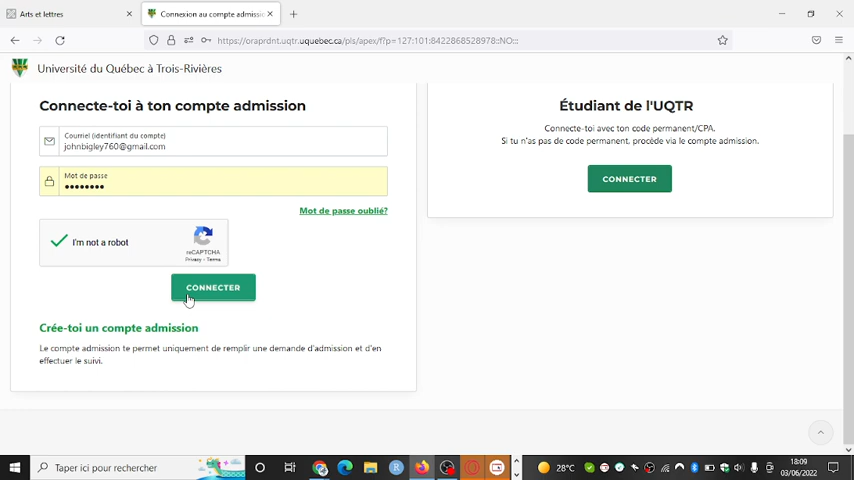 Arts et lettres
Connexion au compte admissio
https://oraprdnt.uqtr.uquebec.ca/pls/apex/f?p=127:101:8422868528978::NO:::
Université du Québec à Trois-Rivières
Connecte-toi à ton compte admission
Courriel (identifiant du compte)
johnbigley760@gmail.com
Mot de passe
••••••••
Mot de passe oublié?
I'm not a robot
reCAPTCHA
Privacy - Terms
CONNECTER
Crée-toi un compte admission
Le compte admission te permet uniquement de remplir une demande d'admission et d'en
effectuer le suivi.
Étudiant de l'UQTR
Connecte-toi avec ton code permanent/CPA.
Si tu n'as pas de code permanent, procède via le compte admission.
CONNECTER
Taper ici pour rechercher
28°C
18:09
03/06/2022